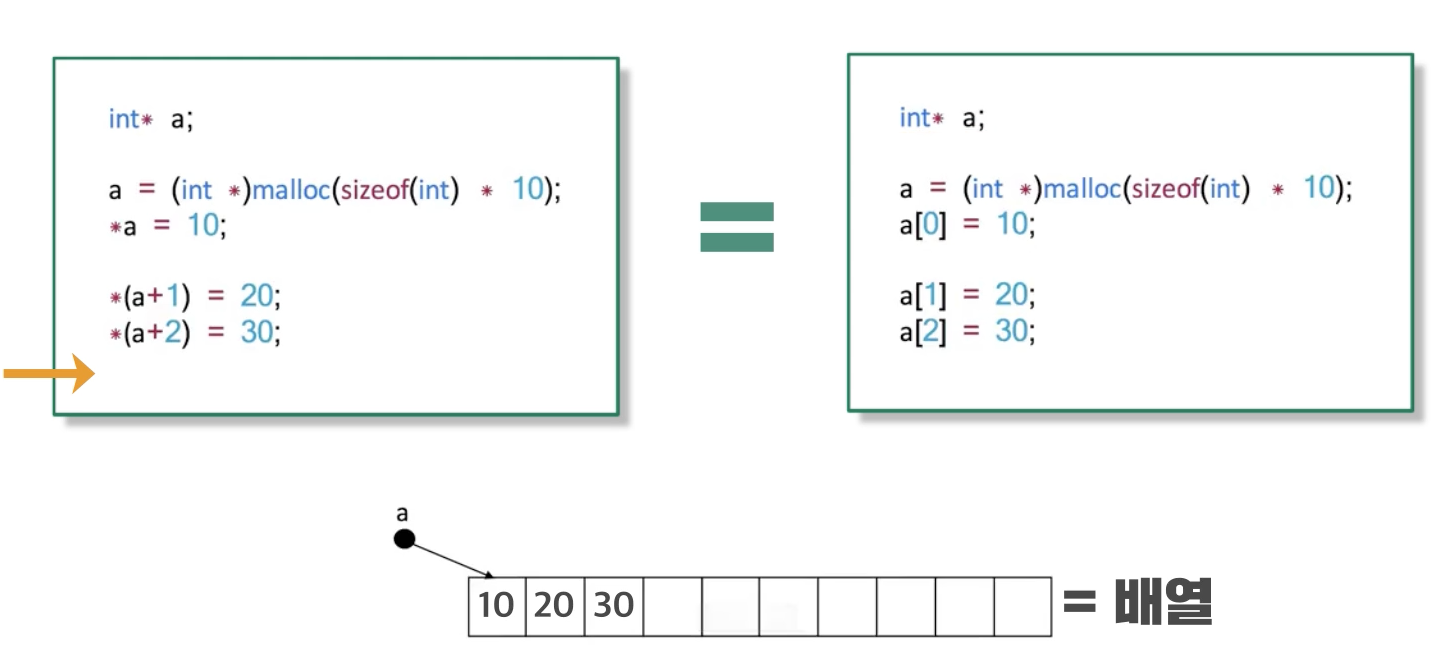 int* a;
a = (int *)malloc(sizeof(int) * 10);
*a = 10;
*(a+1) = 20;
*(a+2) = 30;
=
int* a;
a = (int *)malloc(sizeof(int) * 10);
a[0] = 10;
a[1] = 20;
a[2] = 30;
a
10 20 30
= 배열